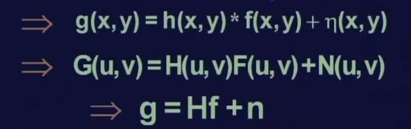 ⇒ g(x,y)=h(x,y)*f(x,y)+η(x,y)
⇒ G(u,v)=H(u,v)F(u,v)+N(u,v)
⇒ g=Hf+n